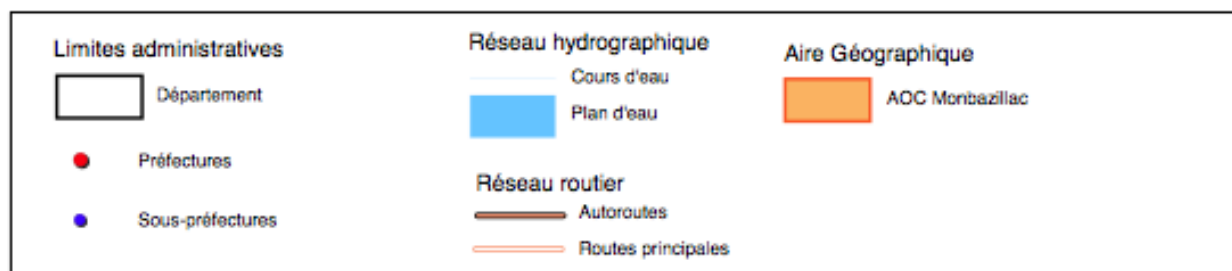 Limites administratives
Département
Préfectures
Sous-préfectures
Réseau hydrographique
Cours d'eau
Plan d'eau
Réseau routier
Autoroutes
Routes principales
Aire Géographique
AOC Monbazillac